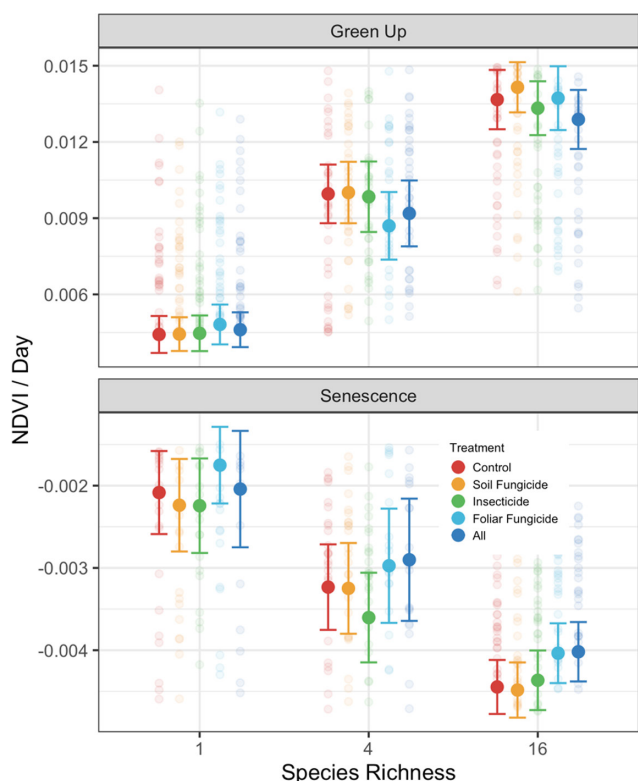 Green Up
0.015
0.012
0.009
0.006
NDVI / Day
Senescence
-0.002
-0.003
-0.004
Treatment
Control
Soil Fungicide
Insecticide
Foliar Fungicide
All
1 4 16
Species Richness